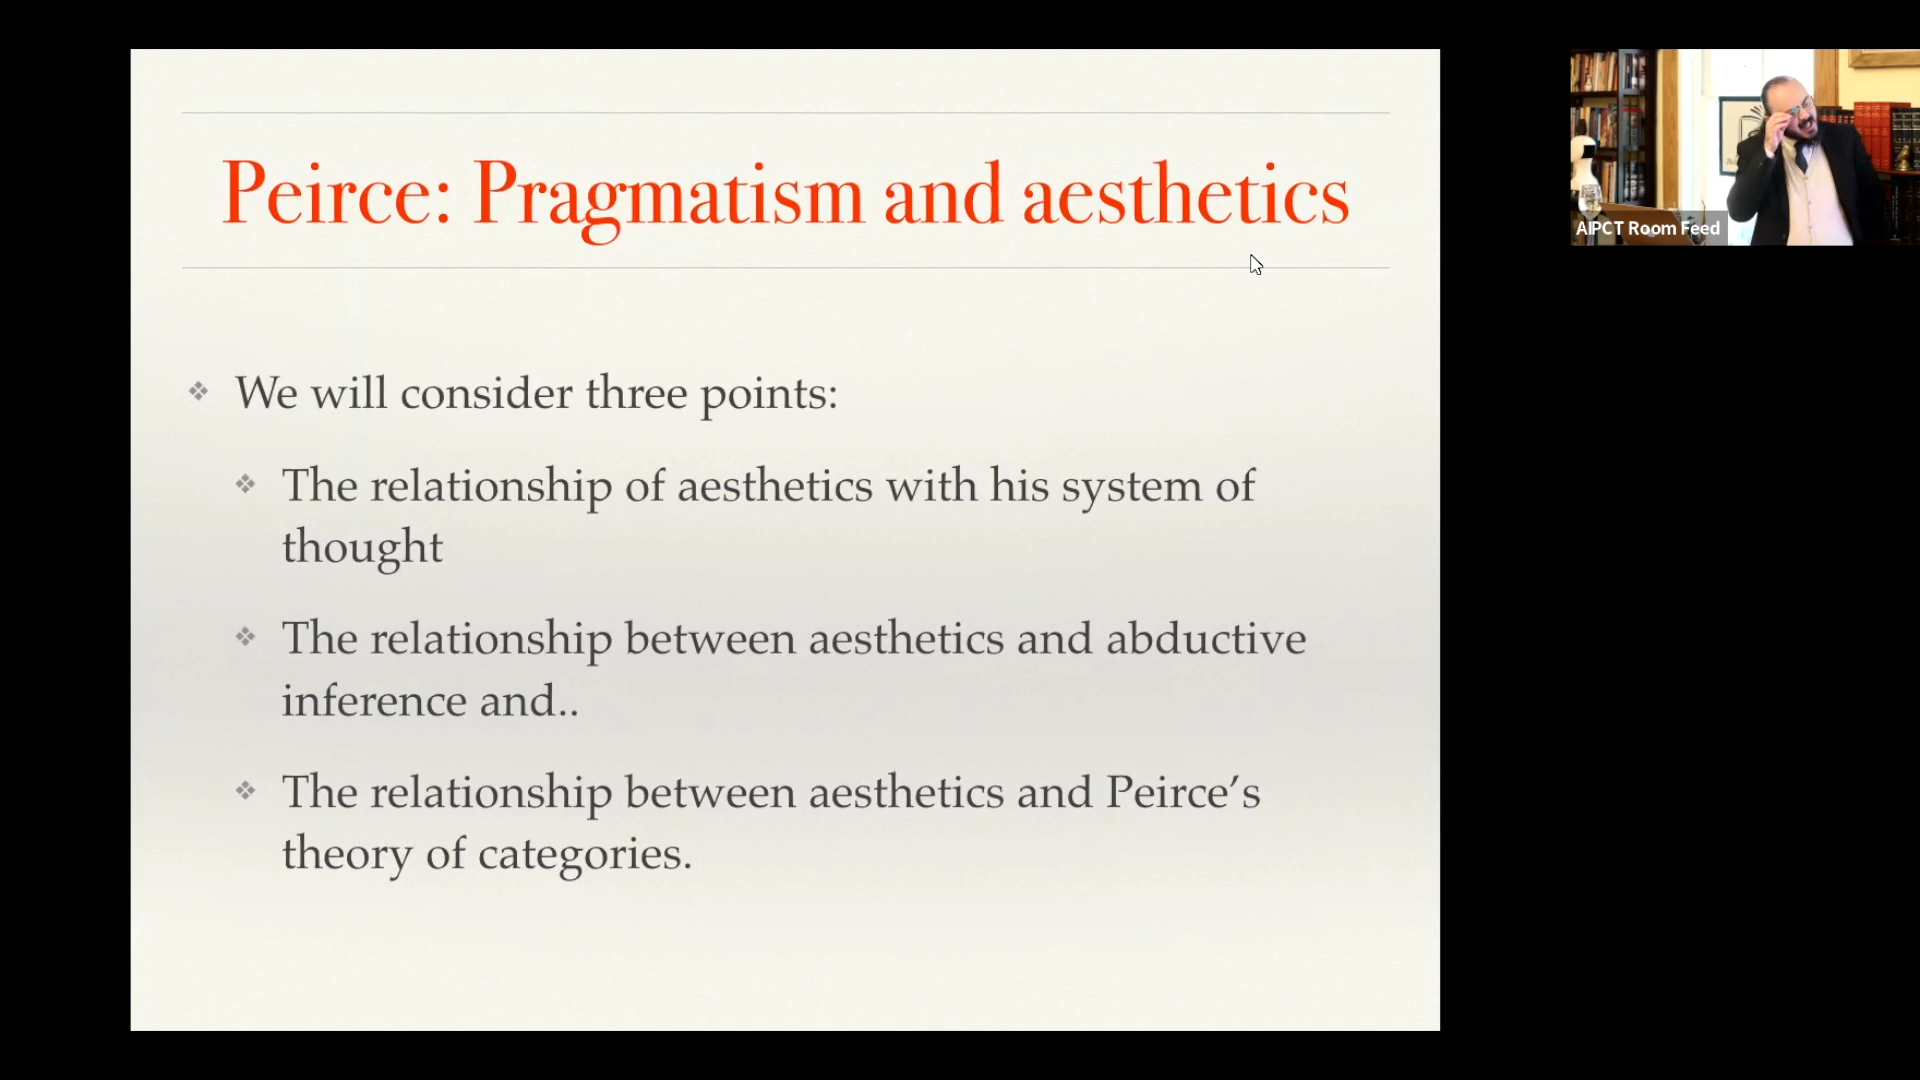 Peirce: Pragmatism and aesthetics
We will consider three points:
The relationship of aesthetics with his system of
thought
The relationship between aesthetics and abductive
inference and..
The relationship between aesthetics and Peirce’s
theory of categories.
AIPCT Room Feed